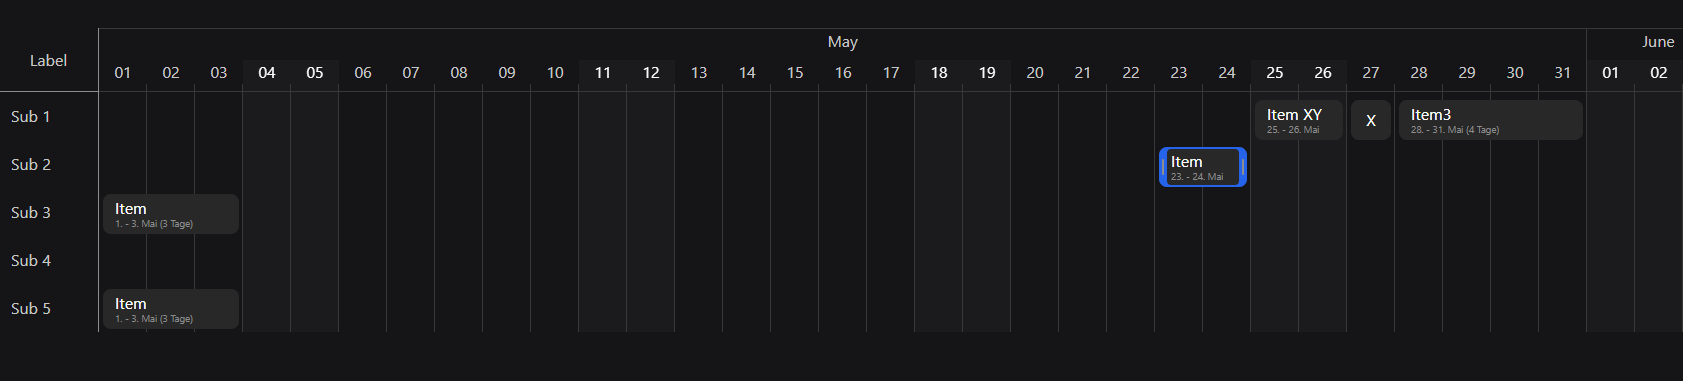 May June
Label
01 02 03 04 05 06 07 08 09 10 11 12 13 14 15 16 17 18 19 20 21 22 23 24 25 26 27 28 29 30 31 01 02
Sub 1
Item XY
25. - 26. Mai
X
Item3
28. - 31. Mai (4 Tage)
Sub 2
Item
23. - 24. Mai
Sub 3
Item
1. - 3. Mai (3 Tage)
Sub 4
Sub 5
Item
1. - 3. Mai (3 Tage)